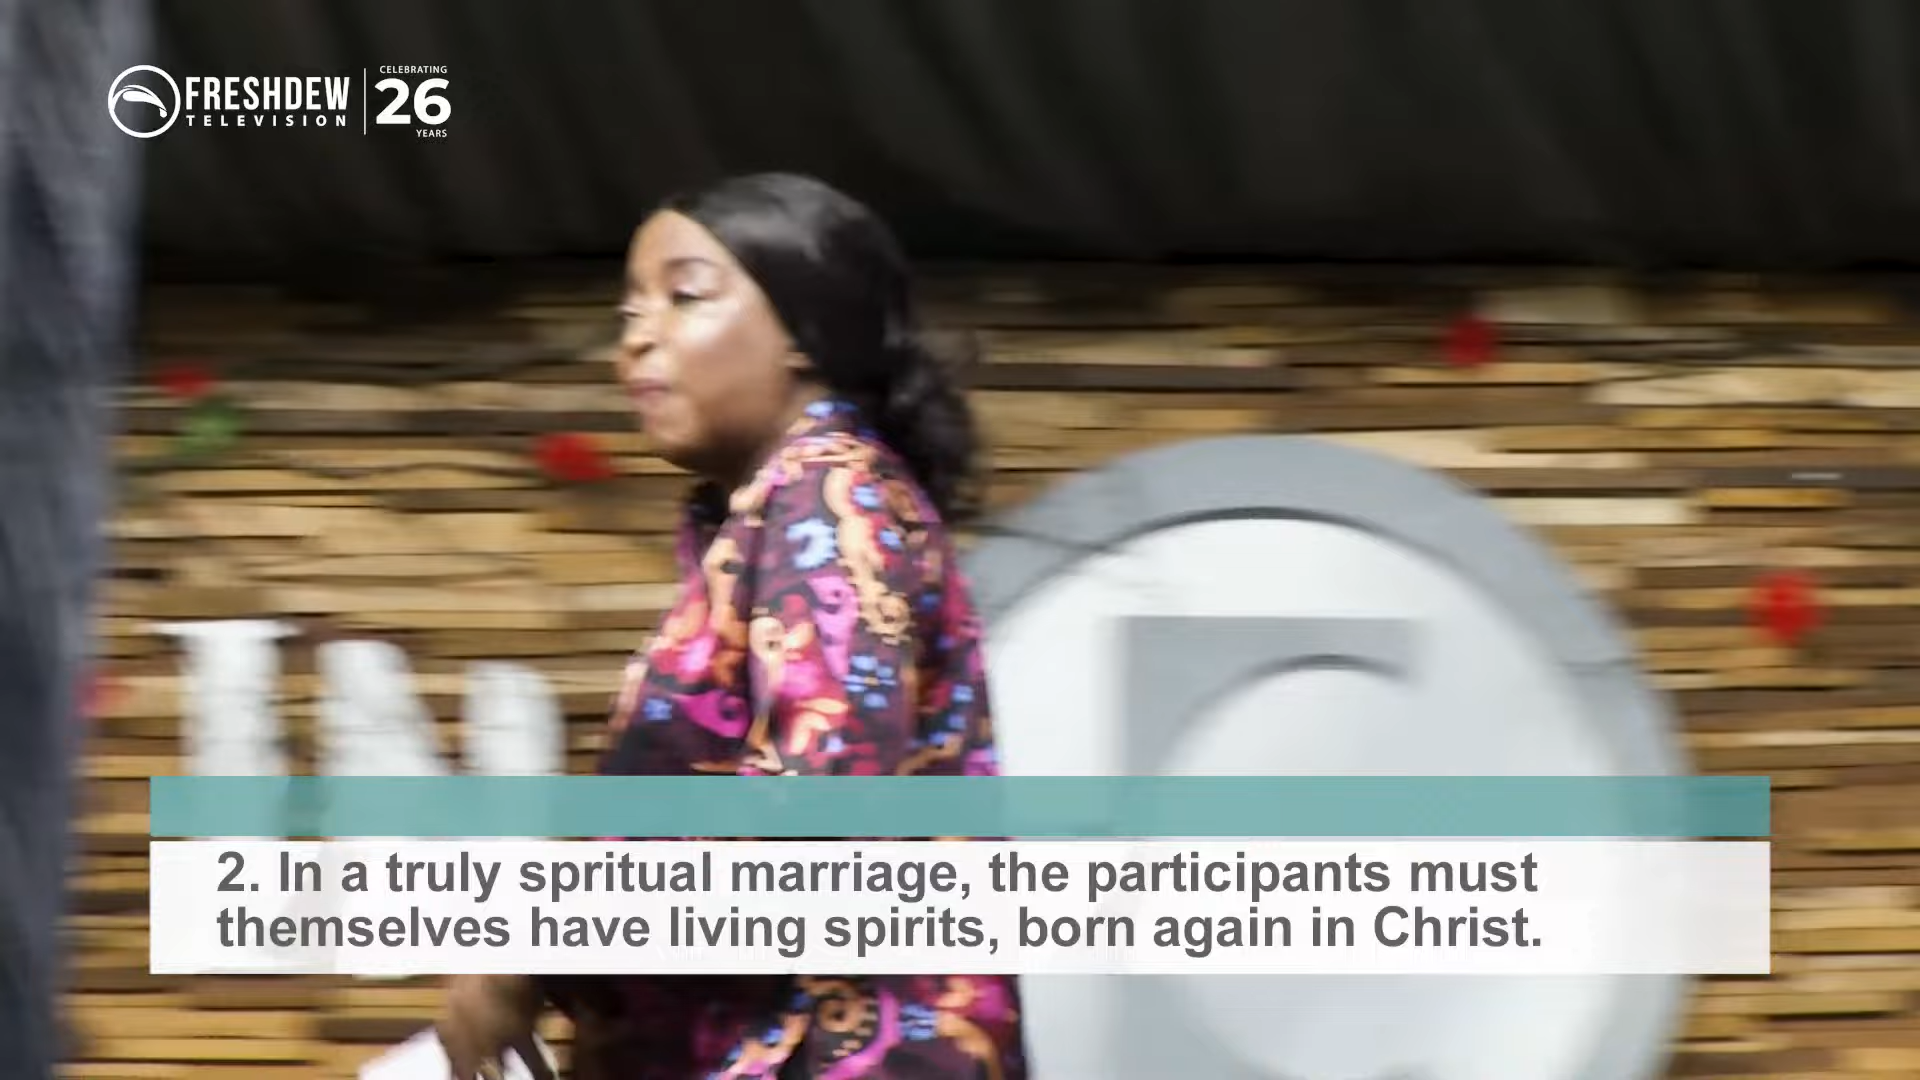 FRESHDEW
TELEVISION
CELEBRATING
26
YEARS
IN
2. In a truly spritual marriage, the participants must
themselves have living spirits, born again in Christ.